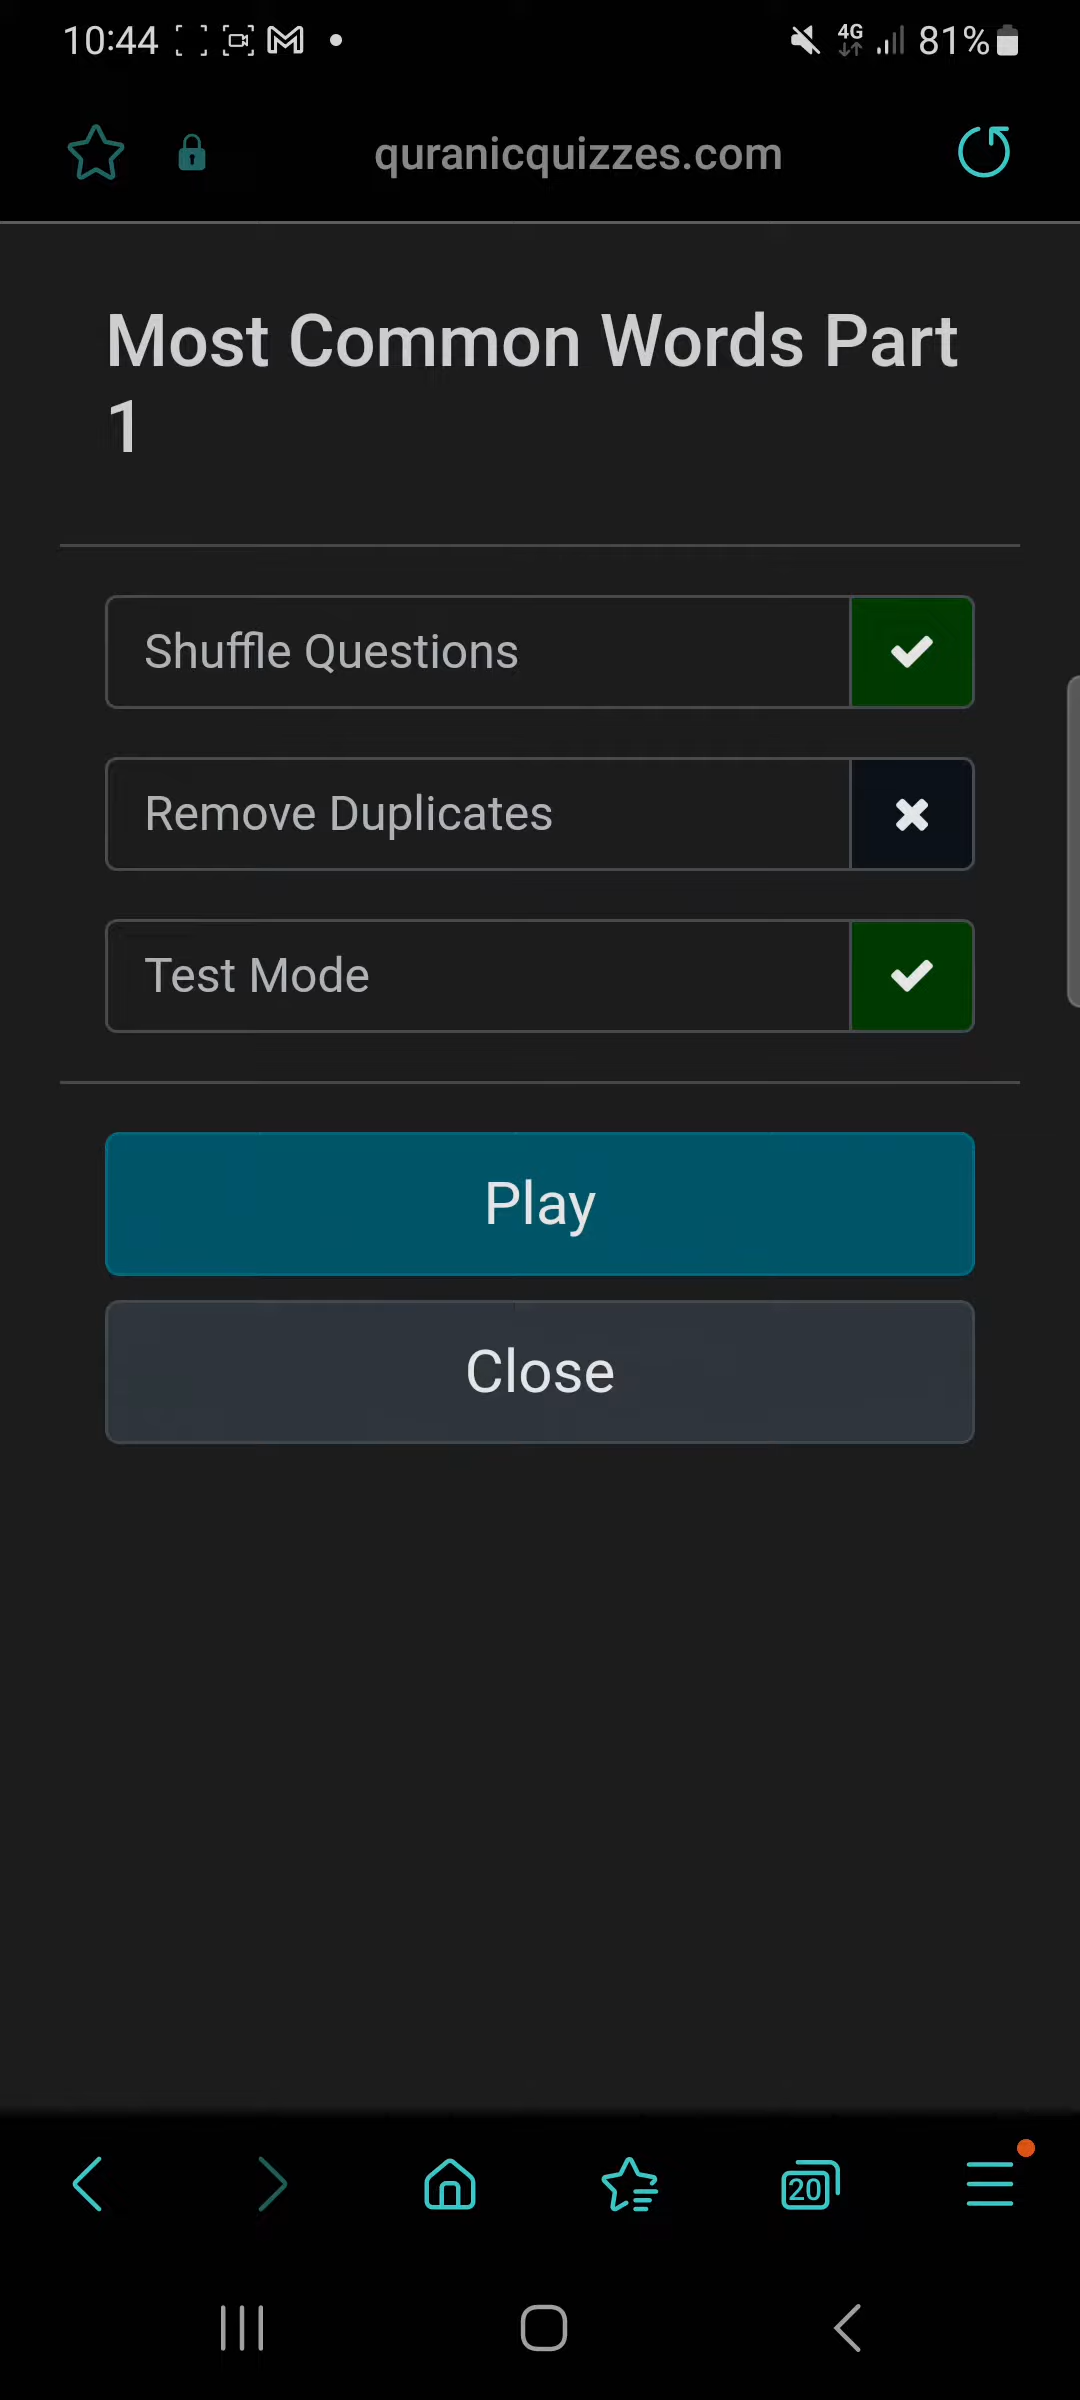 10:44
4G
81%
quranicquizzes.com
Most Common Words Part
1
Shuffle Questions
Remove Duplicates
Test Mode
Play
Close
20